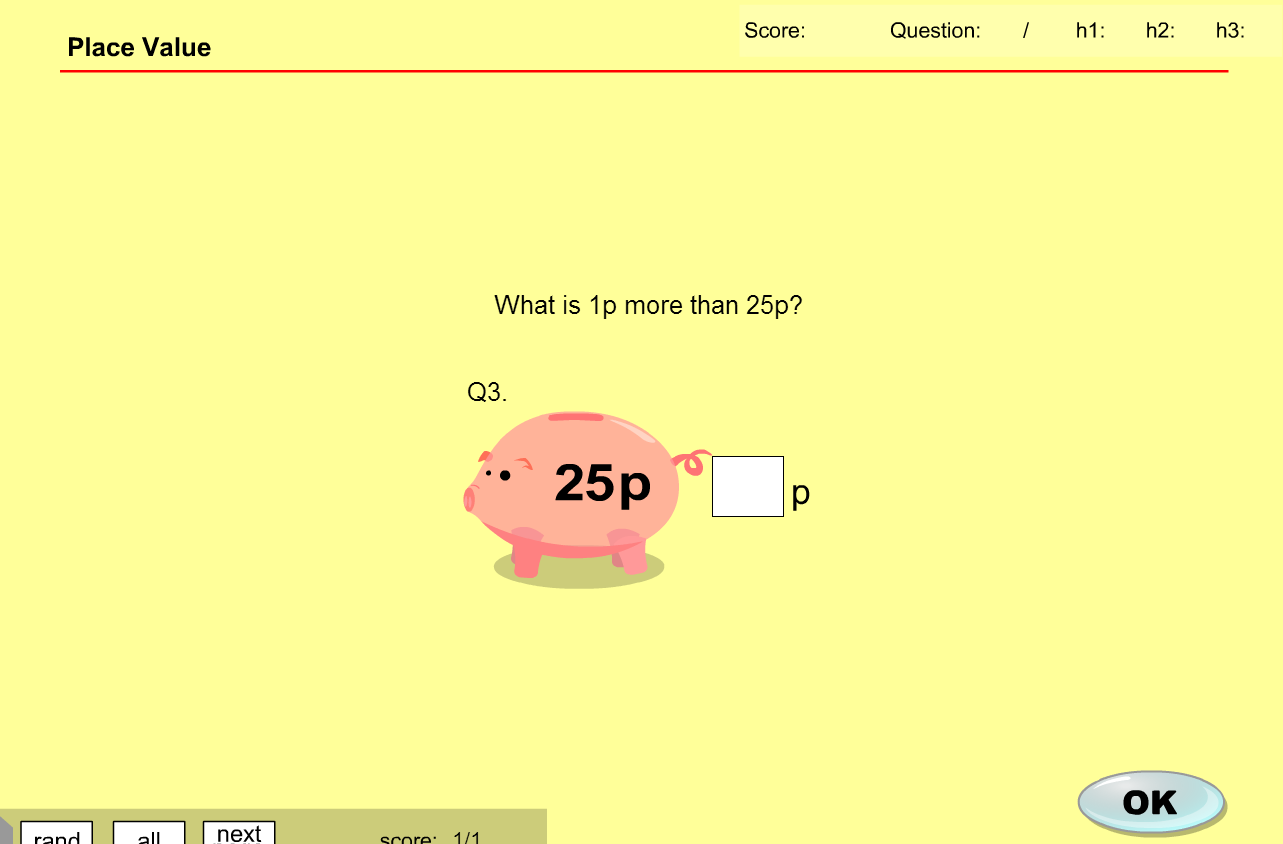 Place Value
Score: Question: / h1: h2: h3:
What is 1p more than 25p?
Q3.
25p
p
OK
rand all next score: 1/1